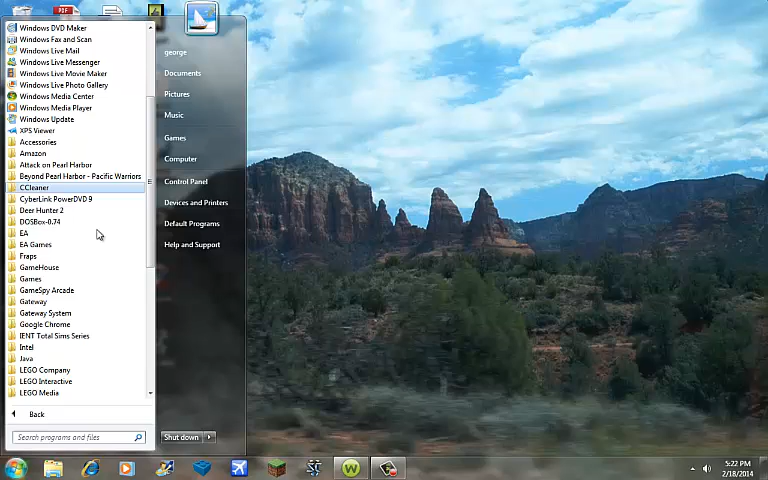 Windows DVD Maker
Windows Fax and Scan
Windows Live Mail
Windows Live Messenger
Windows Live Movie Maker
Windows Live Photo Gallery
Windows Media Center
Windows Media Player
Windows Update
XPS Viewer
Accessories
Amazon
Attack on Pearl Harbor
Beyond Pearl Harbor - Pacific Warriors
CCleaner
CyberLink PowerDVD 9
Deer Hunter 2
DOSBox-0.74
EA
EA Games
Fraps
GameHouse
Games
GameSpy Arcade
Gateway
Gateway System
Google Chrome
IENT Total Sims Series
Intel
Java
LEGO Company
LEGO Interactive
LEGO Media
Back
Search programs and files
george
Documents
Pictures
Music
Games
Computer
Control Panel
Devices and Printers
Default Programs
Help and Support
Shut down
5:22 PM
2/18/2014